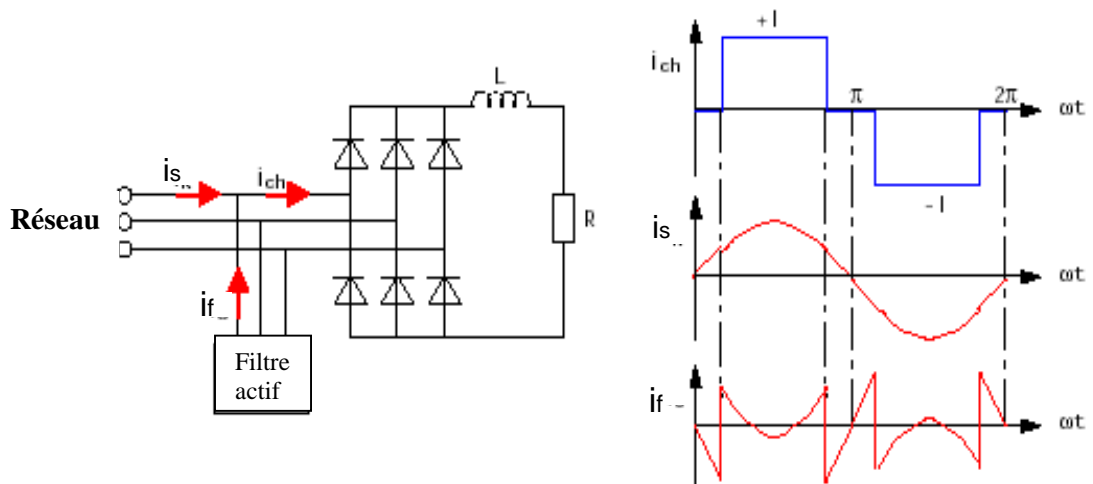 L
is
ich
Réseau
R
if
Filtre
actif
+I
ich
π
2π
ωt
-I
is
ωt
if
ωt